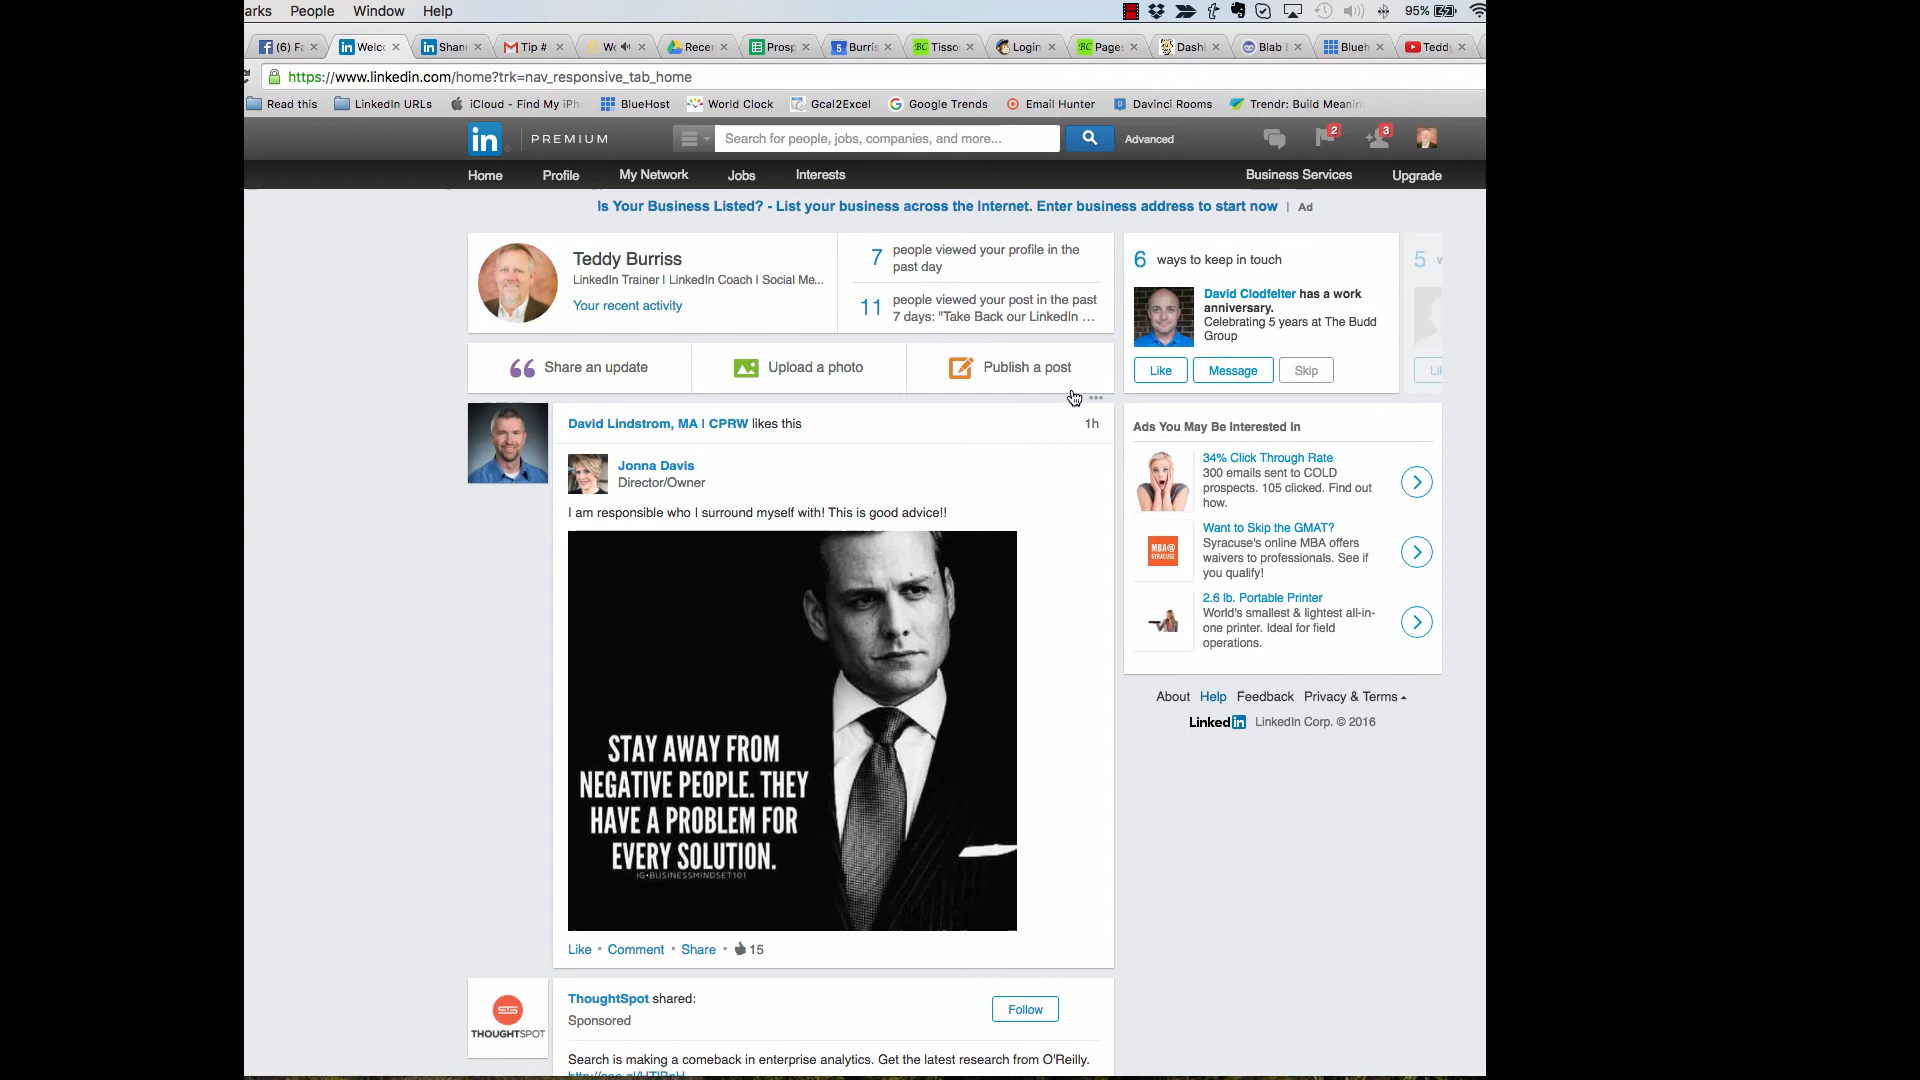 arks People Window Help
95%
(6) Fa
Welc
Shan
Tip #
We
Recen
Prosp
Burris
Tisso
Login
Page
Dashl
Blab
Blueh
Teddy
https://www.linkedin.com/home?trk=nav_responsive_tab_home
Read this LinkedIn URLs iCloud - Find My iPh BlueHost World Clock Gcal2Excel Google Trends Email Hunter Davinci Rooms Trendr: Build Meanin
in PREMIUM
Search for people, jobs, companies, and more...
Advanced
2
3
Home Profile My Network Jobs Interests Business Services Upgrade
Is Your Business Listed? - List your business across the Internet. Enter business address to start now | Ad
Teddy Burriss
LinkedIn Trainer | LinkedIn Coach | Social Me...
Your recent activity
7 people viewed your profile in the
past day
11 people viewed your post in the past
7 days: "Take Back our LinkedIn ...
6 ways to keep in touch
5
David Clodfelter has a work
anniversary.
Celebrating 5 years at The Budd
Group
Like Message Skip
Share an update Upload a photo Publish a post
David Lindstrom, MA | CPRW likes this
1h
Jonna Davis
Director/Owner
I am responsible who I surround myself with! This is good advice!!
STAY AWAY FROM
NEGATIVE PEOPLE. THEY
HAVE A PROBLEM FOR
EVERY SOLUTION.
IG•BUSINESSMINDSET101
Like • Comment • Share • 15
THOUGHTSPOT
ThoughtSpot shared:
Sponsored
Follow
Search is making a comeback in enterprise analytics. Get the latest research from O'Reilly.
Ads You May Be Interested In
34% Click Through Rate
300 emails sent to COLD
prospects. 105 clicked. Find out
how.
MBA@
SYRACUSE
Want to Skip the GMAT?
Syracuse's online MBA offers
waivers to professionals. See if
you qualify!
2.6 lb. Portable Printer
World's smallest & lightest all-in-
one printer. Ideal for field
operations.
About Help Feedback Privacy & Terms
Linked in LinkedIn Corp. © 2016